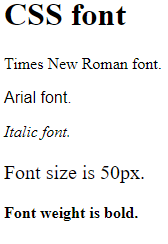 CSS font
Times New Roman font.
Arial font.
Italic font.
Font size is 50px.
Font weight is bold.